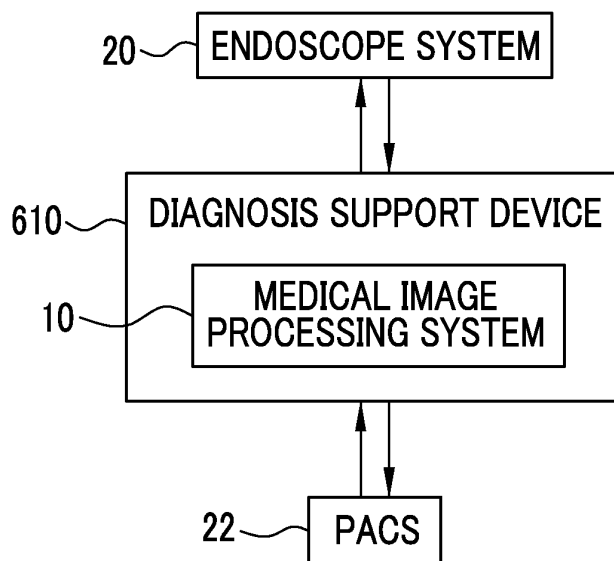 20
ENDOSCOPE SYSTEM
610
DIAGNOSIS SUPPORT DEVICE
10
MEDICAL IMAGE
PROCESSING SYSTEM
22
PACS